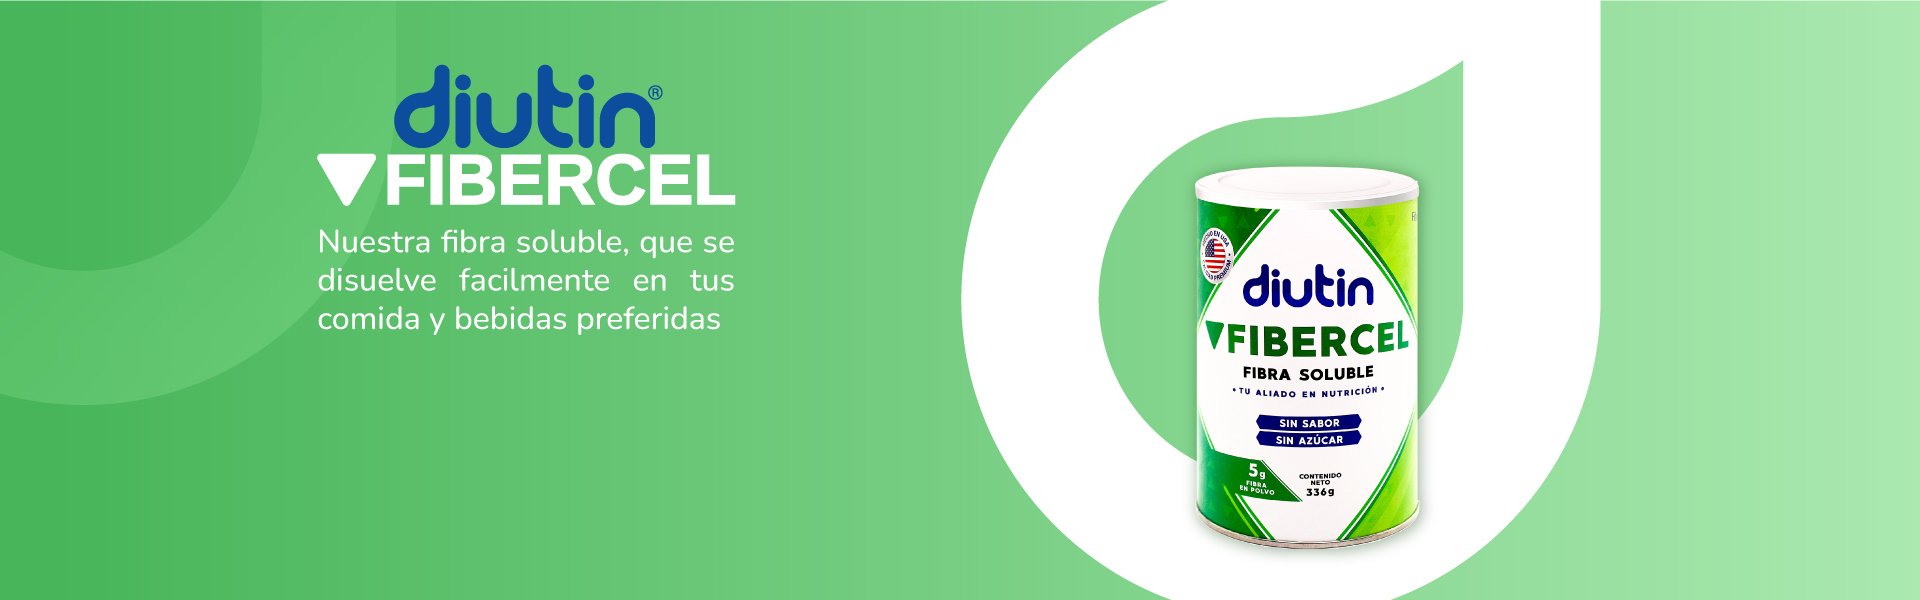 diutin®
FIBERCEL
Nuestra fibra soluble, que se
disuelve facilmente en tus
comida y bebidas preferidas
diutin
FIBERCEL
FIBRA SOLUBLE
• TU ALIADO EN NUTRICIÓN •
SIN SABOR
SIN AZÚCAR
5g
FIBRA
EN POLVO
CONTENIDO
NETO
336g